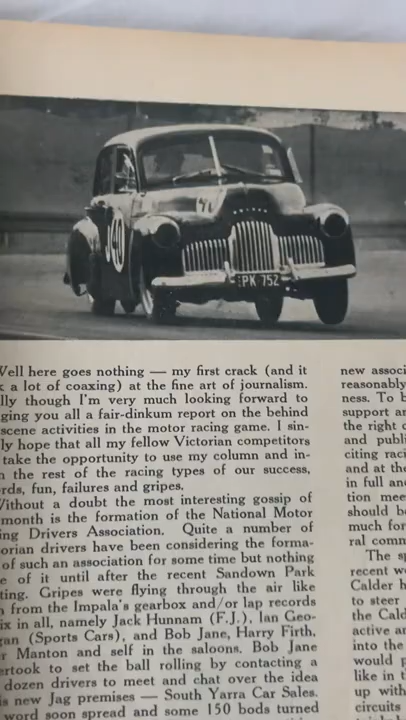 40
PK 752
Well here goes nothing — my first crack (and it
a lot of coaxing) at the fine art of journalism.
lly though I'm very much looking forward to
ging you all a fair-dinkum report on the behind
scene activities in the motor racing game. I sin-
ly hope that all my fellow Victorian competitors
take the opportunity to use my column and in-
the rest of the racing types of our success,
rds, fun, failures and gripes.
Without a doubt the most interesting gossip of
month is the formation of the National Motor
ing Drivers Association. Quite a number of
orian drivers have been considering the forma-
of such an association for some time but nothing
e of it until after the recent Sandown Park
ting. Gripes were flying through the air like
from the Impala's gearbox and/or lap records
ix in all, namely Jack Hunnam (F.J.), Ian Geo-
an (Sports Cars), and Bob Jane, Harry Firth,
r Manton and self in the saloons. Bob Jane
ertook to set the ball rolling by contacting a
dozen drivers to meet and chat over the idea
is new Jag premises — South Yarra Car Sales.
word soon spread and some 150 bods turned
new associ
reasonably
ness. To b
support an
the right c
and publi
citing raci
and at the
in full and
tion mee
should be
much for
ral comm
The sp
recent we
Calder h
to steer
the Cald
active an
into the
would p
like in t
up with
circuits